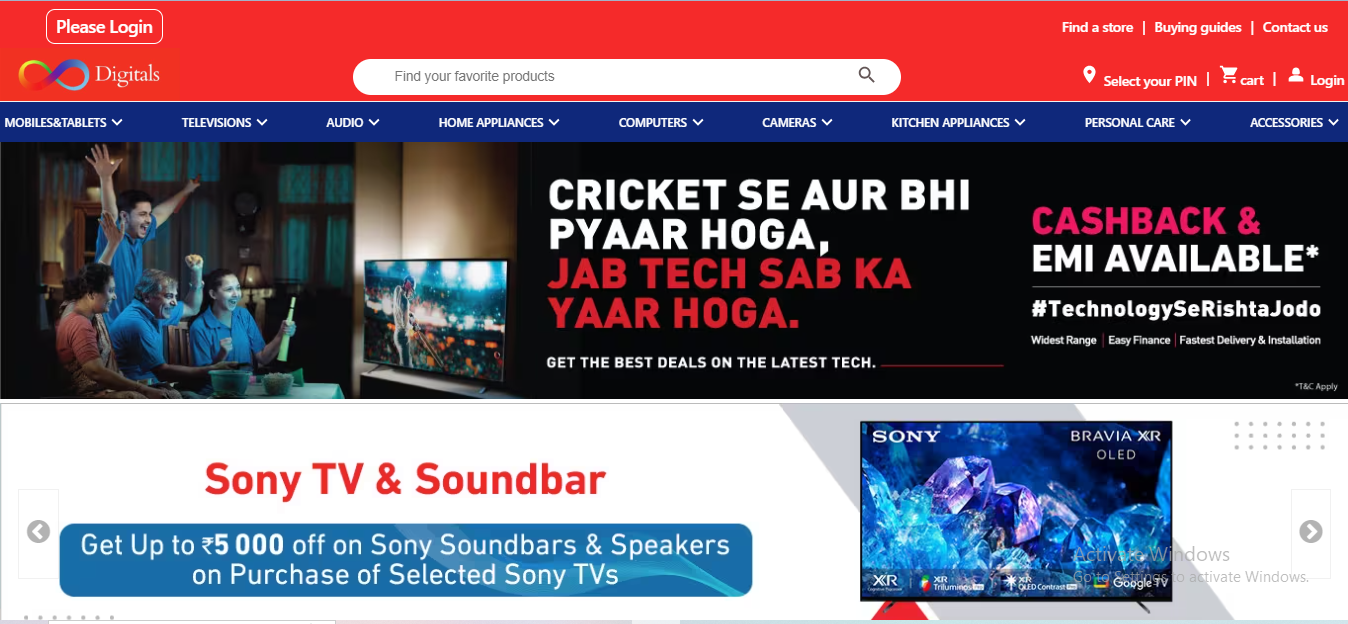 Please Login
Find a store | Buying guides | Contact us
Digitals
Find your favorite products
Select your PIN | cart | Login
MOBILES&TABLETS TELEVISIONS AUDIO HOME APPLIANCES COMPUTERS CAMERAS KITCHEN APPLIANCES PERSONAL CARE ACCESSORIES
CRICKET SE AUR BHI
PYAAR HOGA,
JAB TECH SAB KA
YAAR HOGA.
GET THE BEST DEALS ON THE LATEST TECH.
CASHBACK &
EMI AVAILABLE*
#TechnologySeRishtaJodo
Widest Range | Easy Finance | Fastest Delivery & Installation
*T&C Apply
Sony TV & Soundbar
Get Up to ₹5 000 off on Sony Soundbars & Speakers
on Purchase of Selected Sony TVs
SONY
BRAVIA XR
OLED
XR
XR
Triluminos Pro
XR
OLED Contrast Pro
Google TV
Activate Windows
Go to Settings to activate Windows.